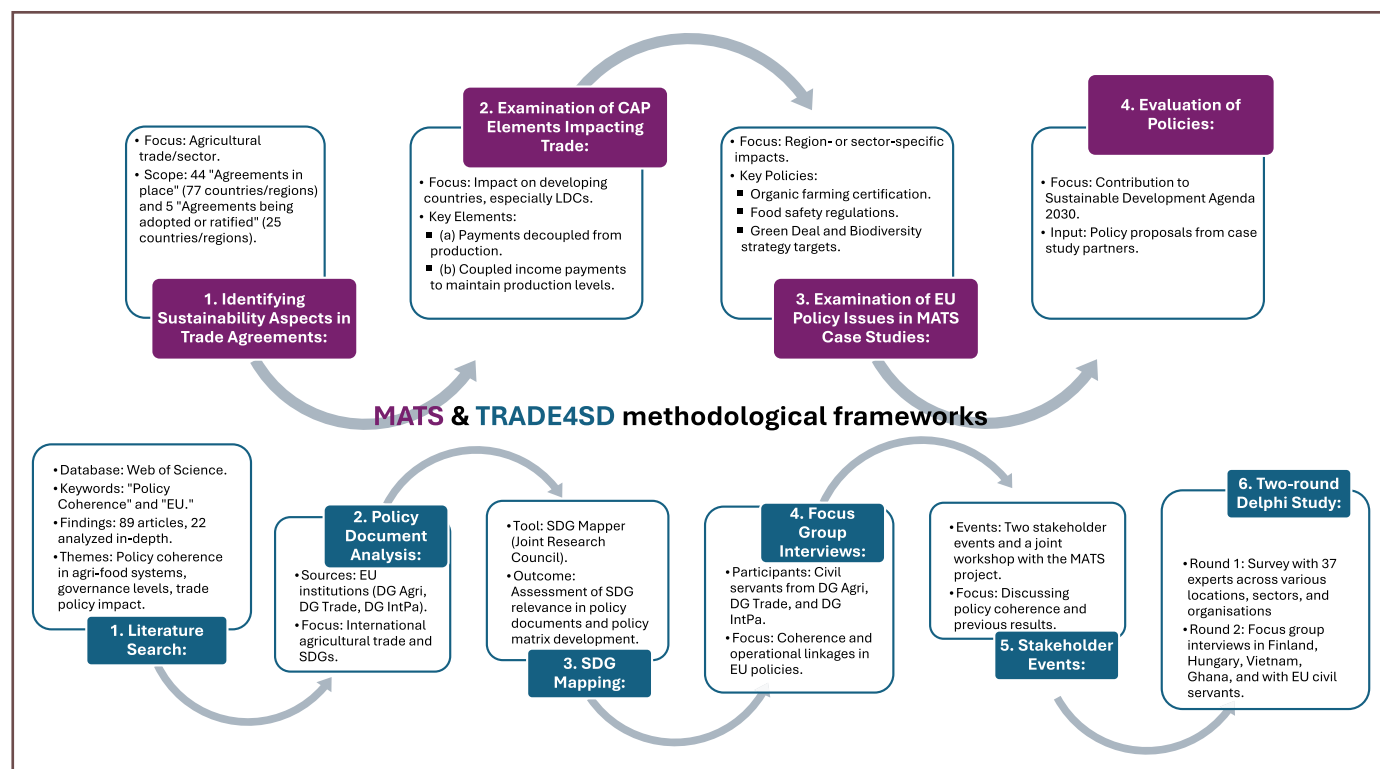 • Focus: Agricultural
trade/sector.
• Scope: 44 "Agreements in
place" (77 countries/regions)
and 5 "Agreements being
adopted or ratified" (25
countries/regions).
1. Identifying
Sustainability Aspects in
Trade Agreements:
2. Examination of CAP
Elements Impacting
Trade:
• Focus: Impact on developing
countries, especially LDCs.
• Key Elements:
■ (a) Payments decoupled from
production.
■ (b) Coupled income payments
to maintain production levels.
• Focus: Region- or sector-specific
impacts.
• Key Policies:
■ Organic farming certification.
■ Food safety regulations.
■ Green Deal and Biodiversity
strategy targets.
3. Examination of EU
Policy Issues in MATS
Case Studies:
4. Evaluation of
Policies:
• Focus: Contribution to
Sustainable Development Agenda
2030.
• Input: Policy proposals from case
study partners.
MATS & TRADE4SD methodological frameworks
• Database: Web of Science.
• Keywords: "Policy
Coherence" and "EU."
• Findings: 89 articles, 22
analyzed in-depth.
• Themes: Policy coherence
in agri-food systems,
governance levels, trade
policy impact.
1. Literature
Search:
2. Policy
Document
Analysis:
• Sources: EU
institutions (DG Agri,
DG Trade, DG IntPa).
• Focus: International
agricultural trade and
SDGs.
• Tool: SDG Mapper
(Joint Research
Council).
• Outcome:
Assessment of SDG
relevance in policy
documents and policy
matrix development.
3. SDG
Mapping:
4. Focus
Group
Interviews:
• Participants: Civil
servants from DG Agri,
DG Trade, and DG
IntPa.
• Focus: Coherence and
operational linkages in
EU policies.
• Events: Two stakeholder
events and a joint
workshop with the MATS
project.
• Focus: Discussing
policy coherence and
previous results.
5. Stakeholder
Events:
6. Two-round
Delphi Study:
• Round 1: Survey with 37
experts across various
locations, sectors, and
organisations
• Round 2: Focus group
interviews in Finland,
Hungary, Vietnam,
Ghana, and with EU civil
servants.